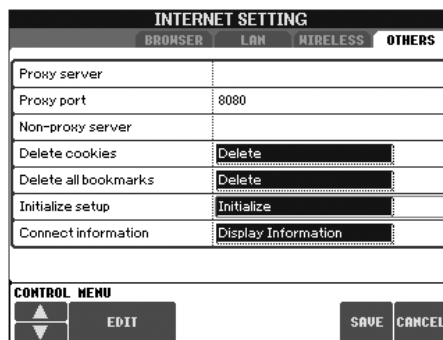 INTERNET SETTING
BROWSER LAN WIRELESS OTHERS
Proxy server
Proxy port 8080
Non-proxy server
Delete cookies Delete
Delete all bookmarks Delete
Initialize setup Initialize
Connect information Display Information
CONTROL MENU
EDIT SAVE CANCEL